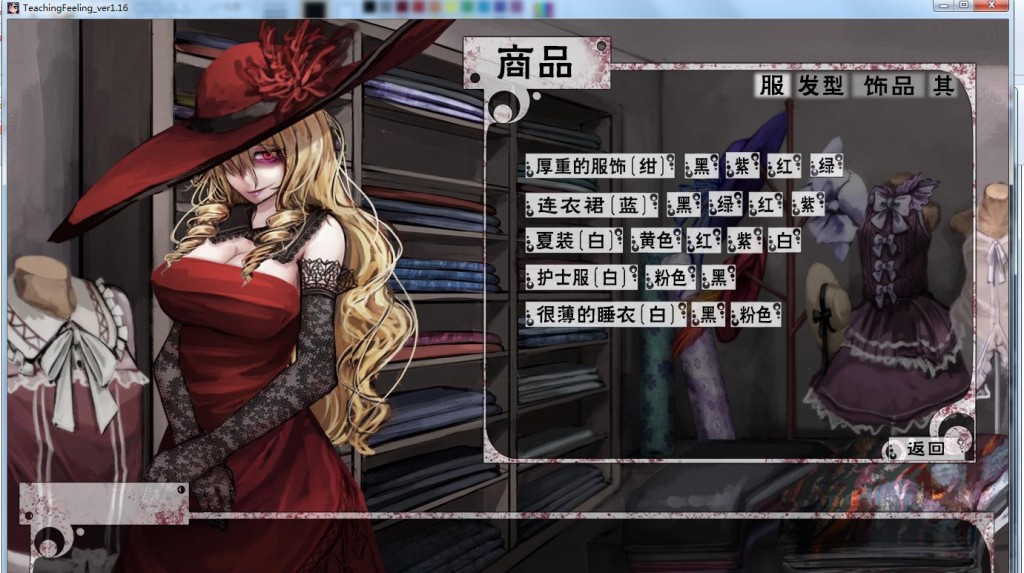 TeachingFeeling_ver1.16
商品
服 发型 饰品 其
厚重的服饰(绀) 黑 紫 红 绿
连衣裙(蓝) 黑 绿 红 紫
夏装(白) 黄色 红 紫 白
护士服(白) 粉色 黑
很薄的睡衣(白) 黑 粉色
返回